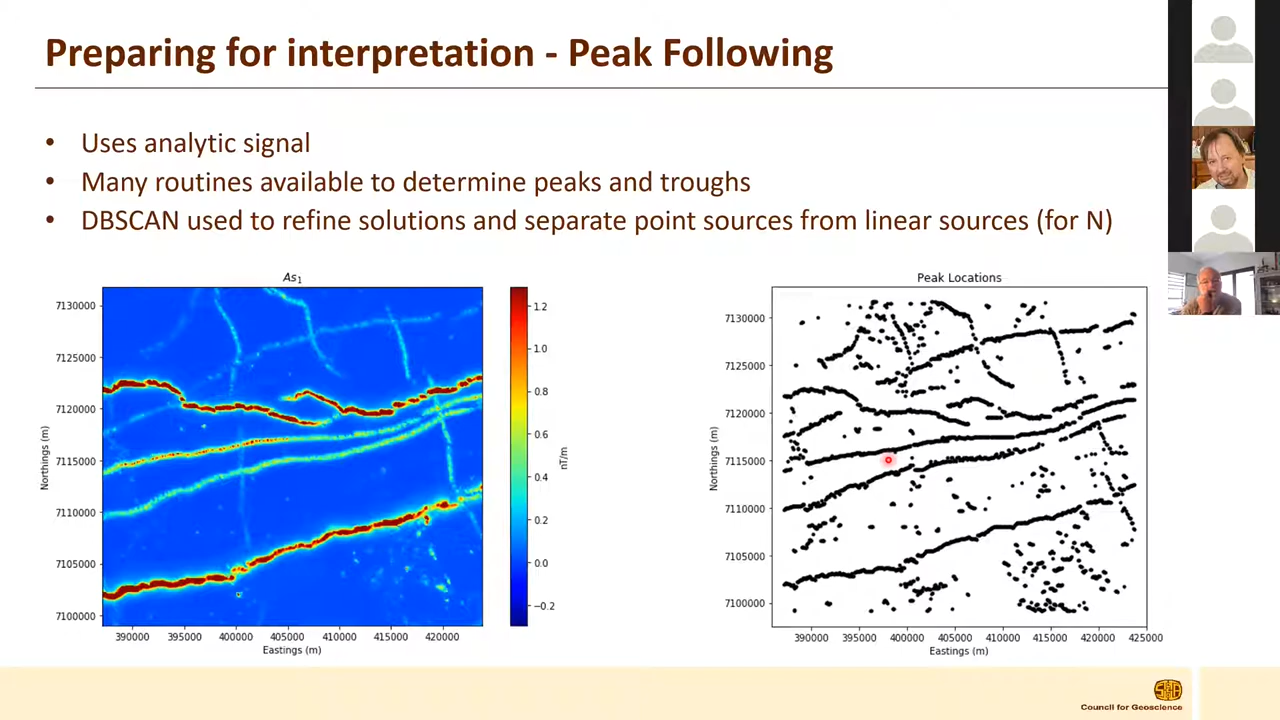 Preparing for interpretation - Peak Following
• Uses analytic signal
• Many routines available to determine peaks and troughs
• DBSCAN used to refine solutions and separate point sources from linear sources (for N)
As1
7130000
7125000
7120000
7115000
7110000
7105000
7100000
Northings (m)
390000 395000 400000 405000 410000 415000 420000
Eastings (m)
1.2
1.0
0.8
0.6
0.4
0.2
0.0
−0.2
nT/m
Peak Locations
7130000
7125000
7120000
7115000
7110000
7105000
7100000
Northings (m)
390000 395000 400000 405000 410000 415000 420000 425000
Eastings (m)
Council for Geoscience